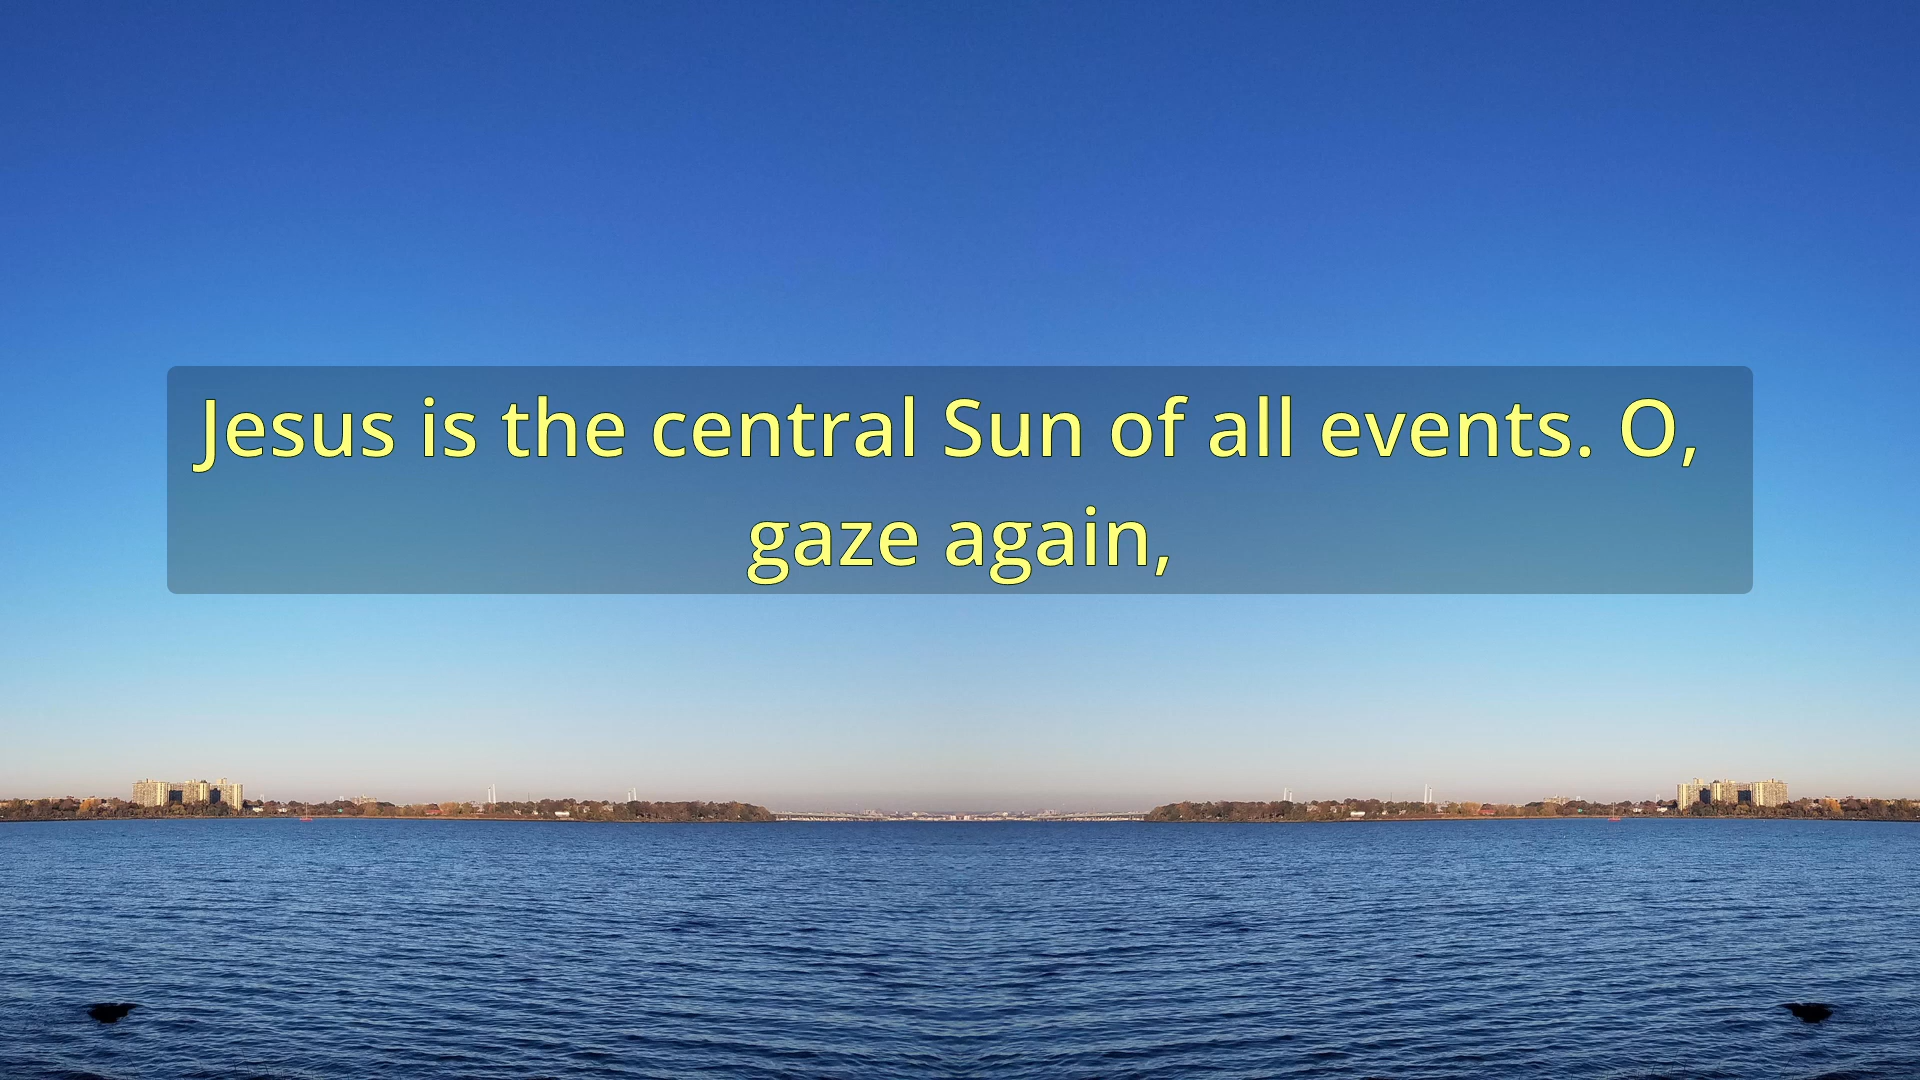 Jesus is the central Sun of all events. O,
gaze again,